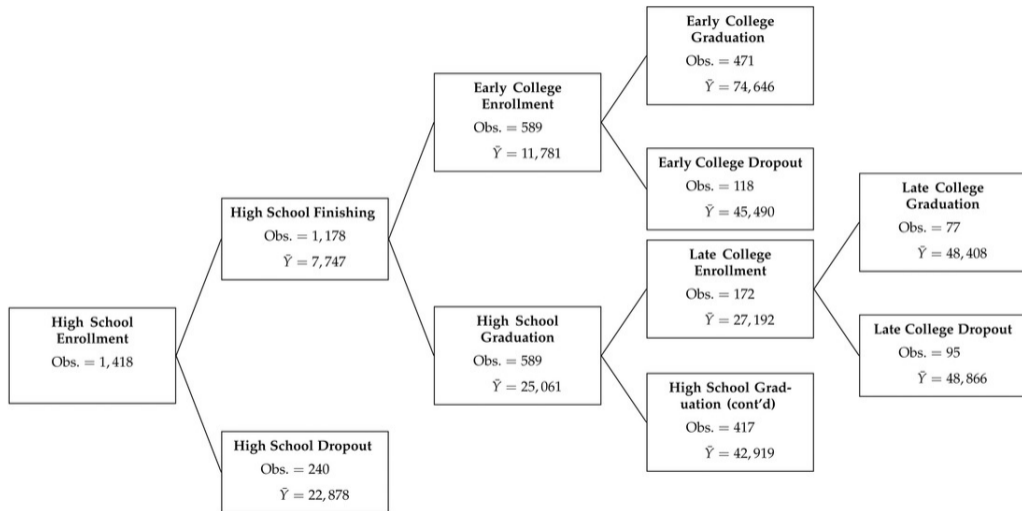 High School
Enrollment
Obs. = 1,418
High School Finishing
Obs. = 1,178
Ȳ = 7,747
High School Dropout
Obs. = 240
Ȳ = 22,878
Early College
Enrollment
Obs. = 589
Ȳ = 11,781
High School
Graduation
Obs. = 589
Ȳ = 25,061
Early College
Graduation
Obs. = 471
Ȳ = 74,646
Early College Dropout
Obs. = 118
Ȳ = 45,490
Late College
Enrollment
Obs. = 172
Ȳ = 27,192
High School Grad-
uation (cont'd)
Obs. = 417
Ȳ = 42,919
Late College
Graduation
Obs. = 77
Ȳ = 48,408
Late College Dropout
Obs. = 95
Ȳ = 48,866